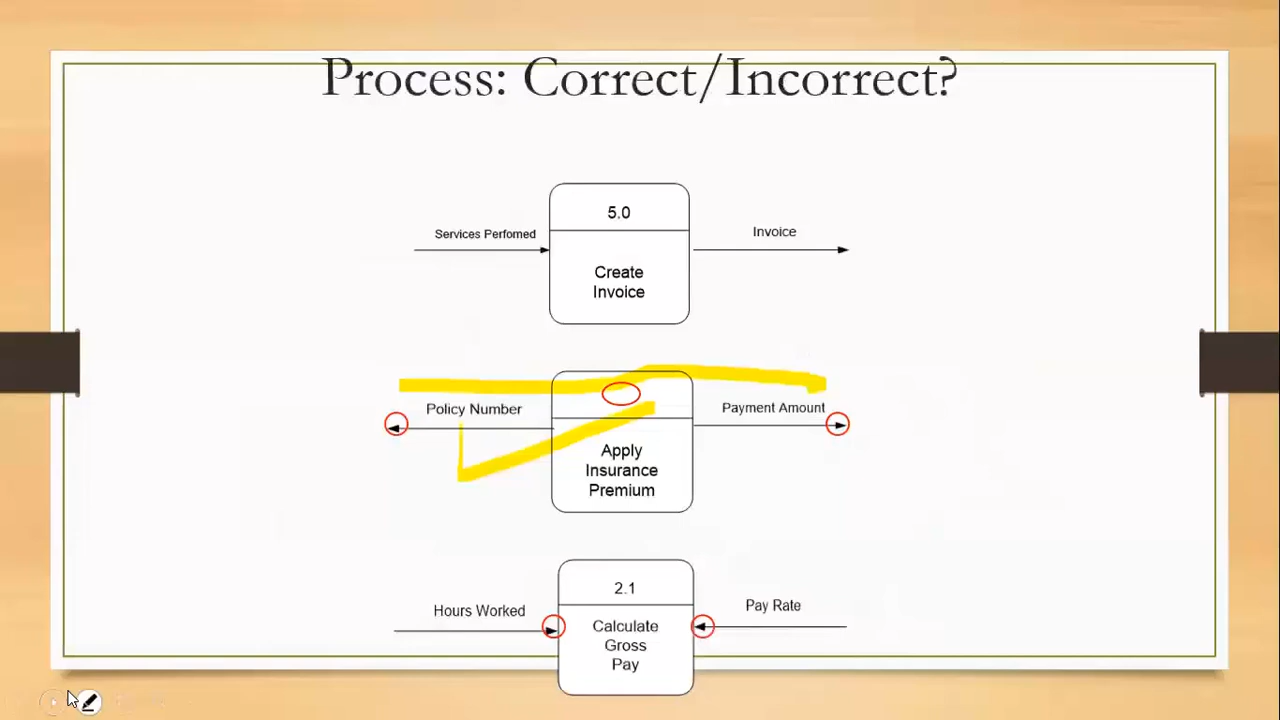 Process: Correct/Incorrect?
5.0
Services Perfomed
Invoice
Create
Invoice
Policy Number
Payment Amount
Apply
Insurance
Premium
2.1
Hours Worked
Pay Rate
Calculate
Gross
Pay